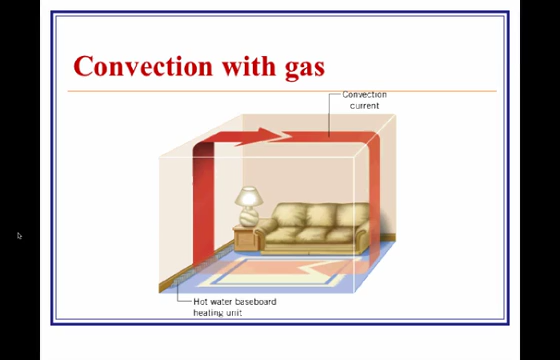 Convection with gas
Convection
current
Hot water baseboard
heating unit